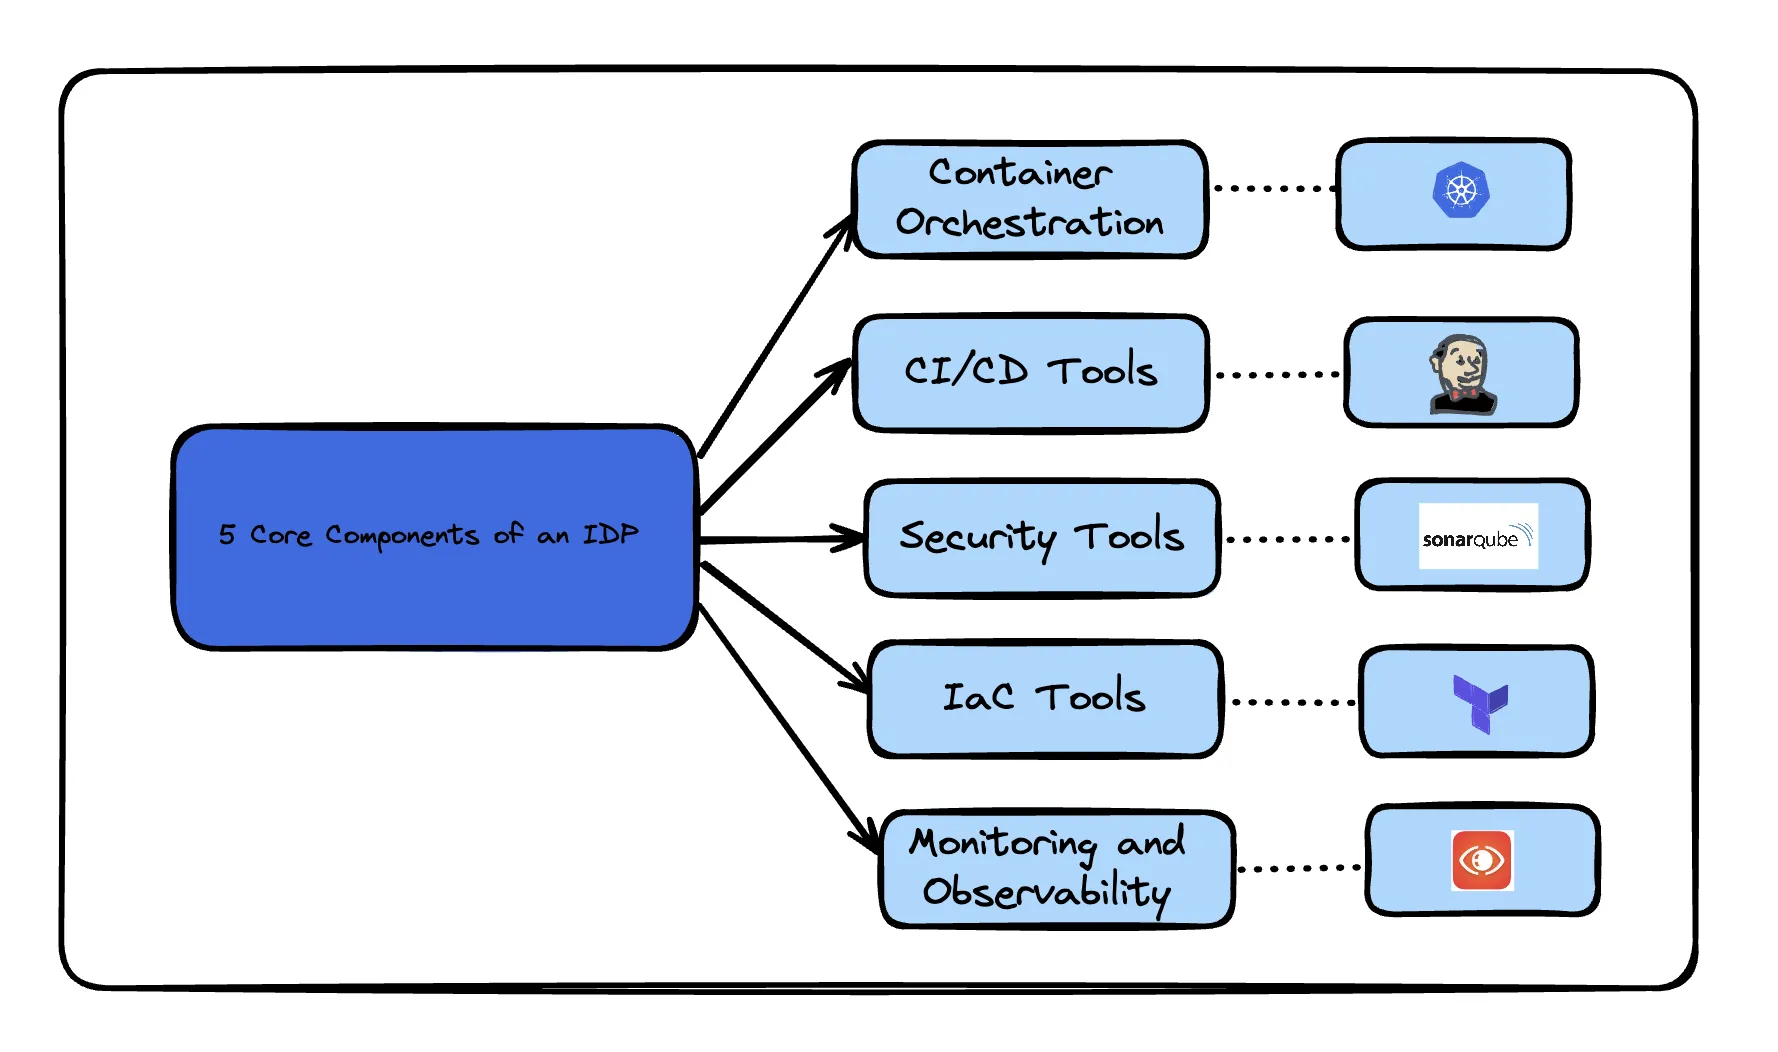 Container
Orchestration
CI/CD Tools
5 Core Components of an IDP
Security Tools
sonarqube
IaC Tools
Monitoring and
Observability